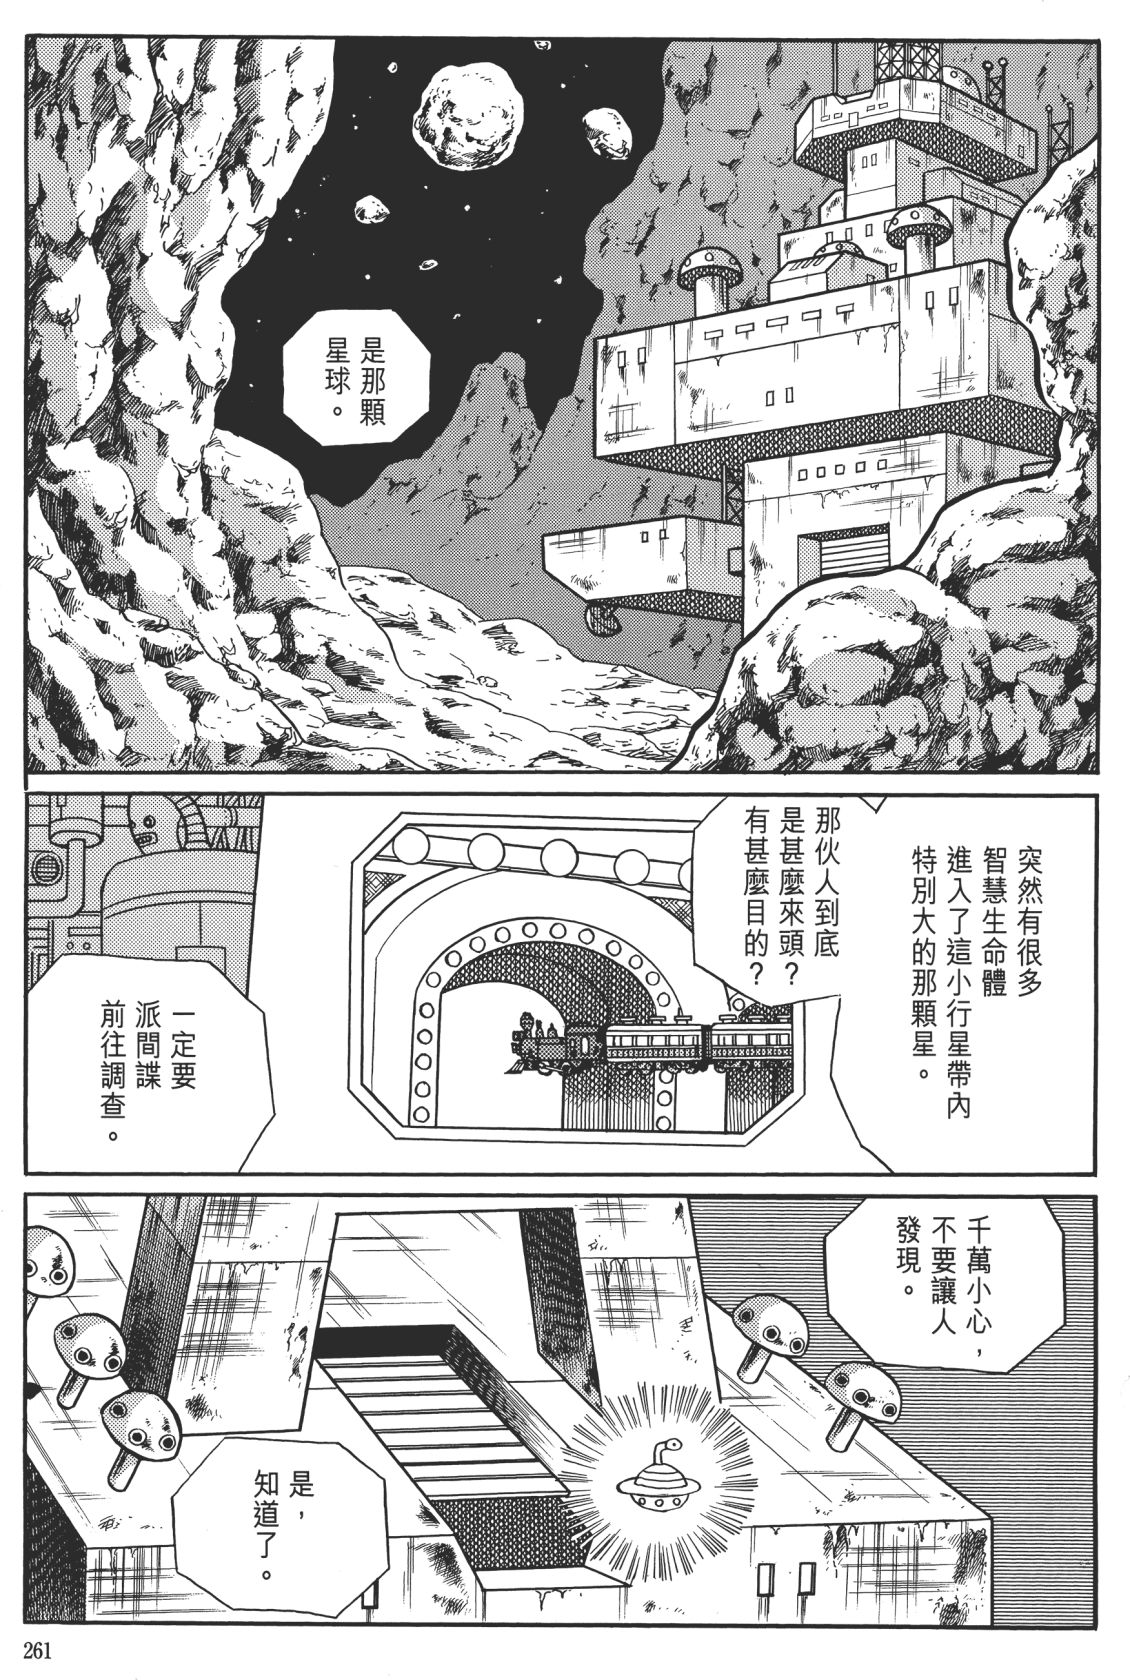 是那顆
星球。
突然有很多
智慧生命體
進入了這小行星帶內
特別大的那顆星。
那伙人到底
是甚麼來頭？
有甚麼目的？
一定要
派間諜
前往調查。
千萬小心，
不要讓人
發現。
是，
知道了。
261